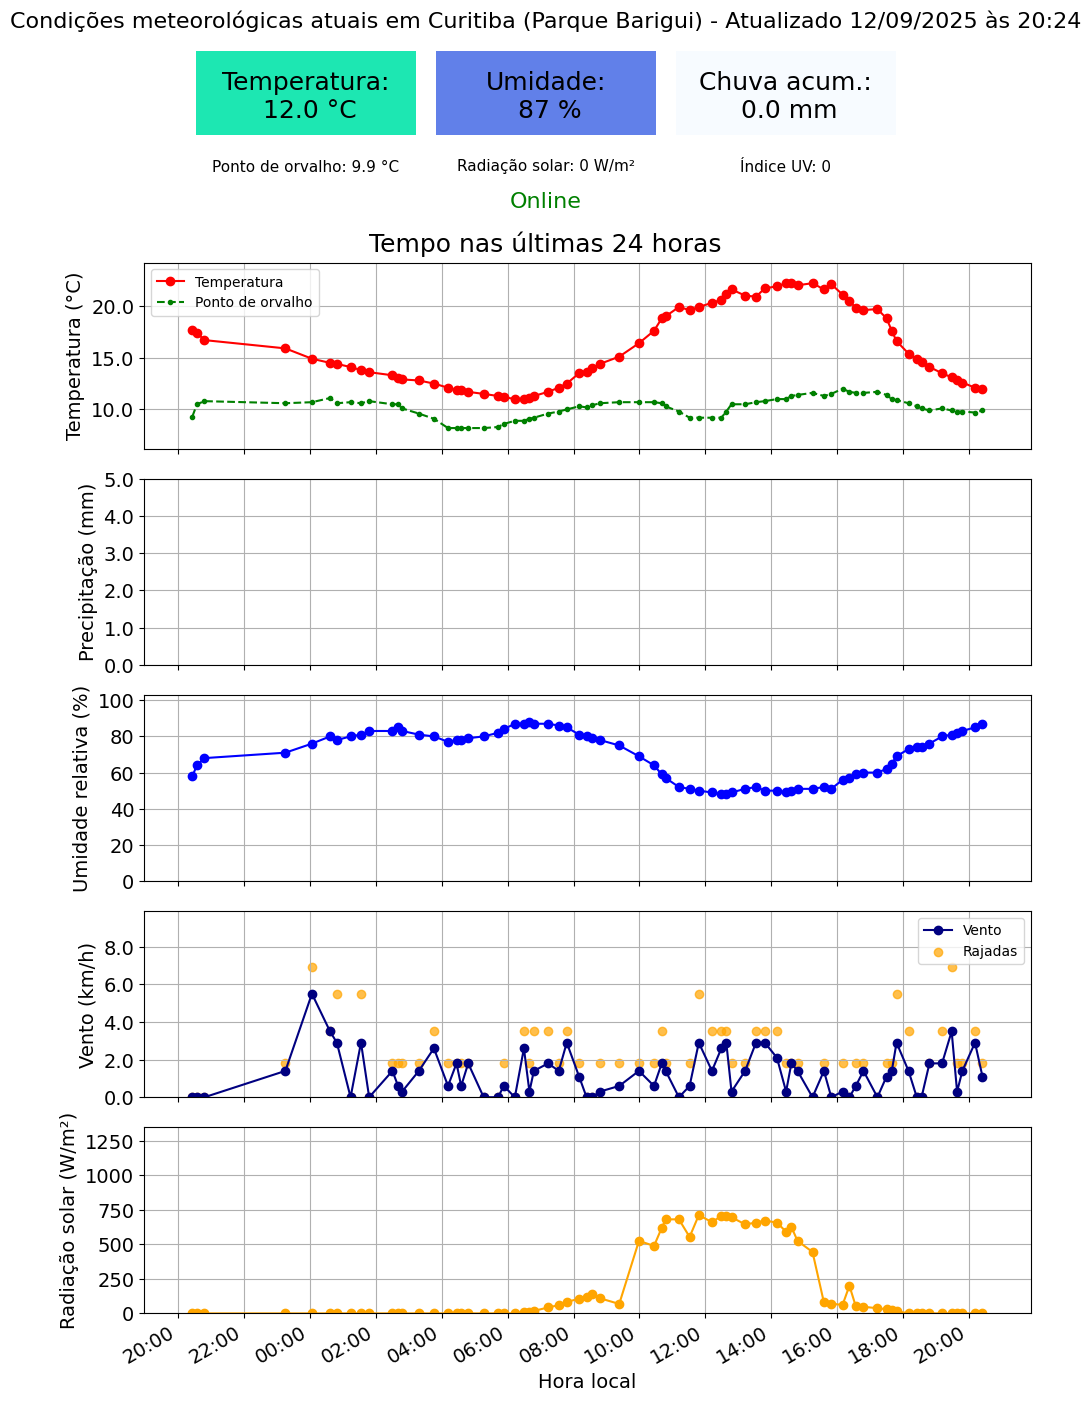 Condições meteorológicas atuais em Curitiba (Parque Barigui) - Atualizado 12/09/2025 às 20:24
Temperatura:
12.0 °C
Umidade:
87 %
Chuva acum.:
0.0 mm
Ponto de orvalho: 9.9 °C
Radiação solar: 0 W/m²
Índice UV: 0
Online
Tempo nas últimas 24 horas
Temperatura (°C)
20.0
15.0
10.0
Temperatura
Ponto de orvalho
Precipitação (mm)
5.0
4.0
3.0
2.0
1.0
0.0
Umidade relativa (%)
100
80
60
40
20
0
Vento (km/h)
8.0
6.0
4.0
2.0
0.0
Vento
Rajadas
Radiação solar (W/m²)
1250
1000
750
500
250
0
20:00
22:00
00:00
02:00
04:00
06:00
08:00
10:00
12:00
14:00
16:00
18:00
20:00
Hora local